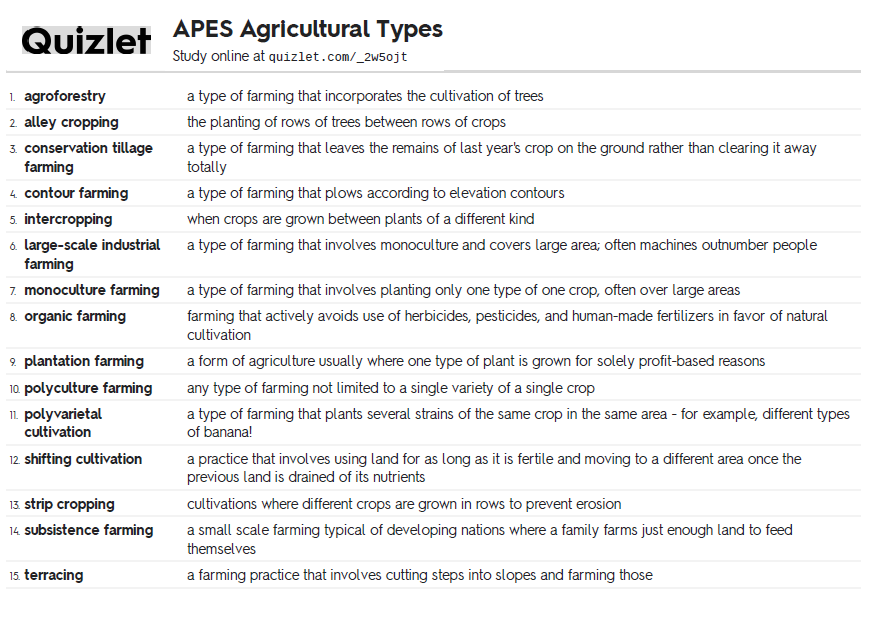 Quizlet
APES Agricultural Types
Study online at quizlet.com/_2w5ojt
1. agroforestry a type of farming that incorporates the cultivation of trees
2. alley cropping the planting of rows of trees between rows of crops
3. conservation tillage a type of farming that leaves the remains of last year's crop on the ground rather than clearing it away
farming totally
4. contour farming a type of farming that plows according to elevation contours
5. intercropping when crops are grown between plants of a different kind
6. large-scale industrial a type of farming that involves monoculture and covers large area; often machines outnumber people
farming
7. monoculture farming a type of farming that involves planting only one type of one crop, often over large areas
8. organic farming farming that actively avoids use of herbicides, pesticides, and human-made fertilizers in favor of natural
cultivation
9. plantation farming a form of agriculture usually where one type of plant is grown for solely profit-based reasons
10. polyculture farming any type of farming not limited to a single variety of a single crop
11. polyvarietal a type of farming that plants several strains of the same crop in the same area - for example, different types
cultivation of banana!
12. shifting cultivation a practice that involves using land for as long as it is fertile and moving to a different area once the
previous land is drained of its nutrients
13. strip cropping cultivations where different crops are grown in rows to prevent erosion
14. subsistence farming a small scale farming typical of developing nations where a family farms just enough land to feed
themselves
15. terracing a farming practice that involves cutting steps into slopes and farming those